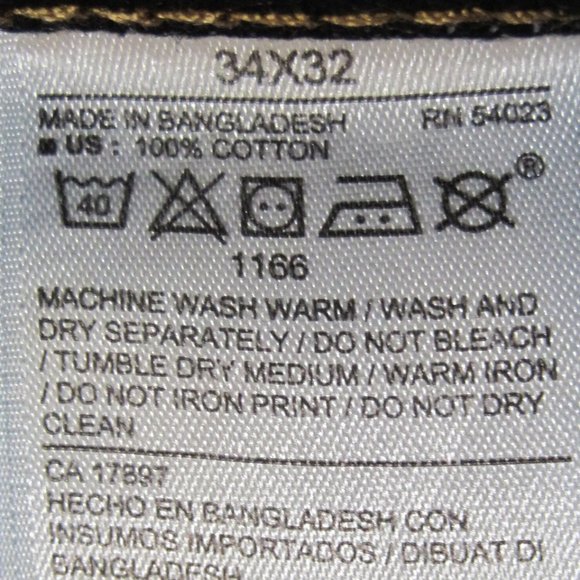 34X32
MADE IN BANGLADESH RN 54023
US : 100% COTTON
40
®
1166
MACHINE WASH WARM / WASH AND
DRY SEPARATELY / DO NOT BLEACH
/ TUMBLE DRY MEDIUM / WARM IRON
/ DO NOT IRON PRINT / DO NOT DRY
CLEAN
CA 17897
HECHO EN BANGLADESH CON
INSUMOS IMPORTADOS / DIBUAT DI
BANGLADESH